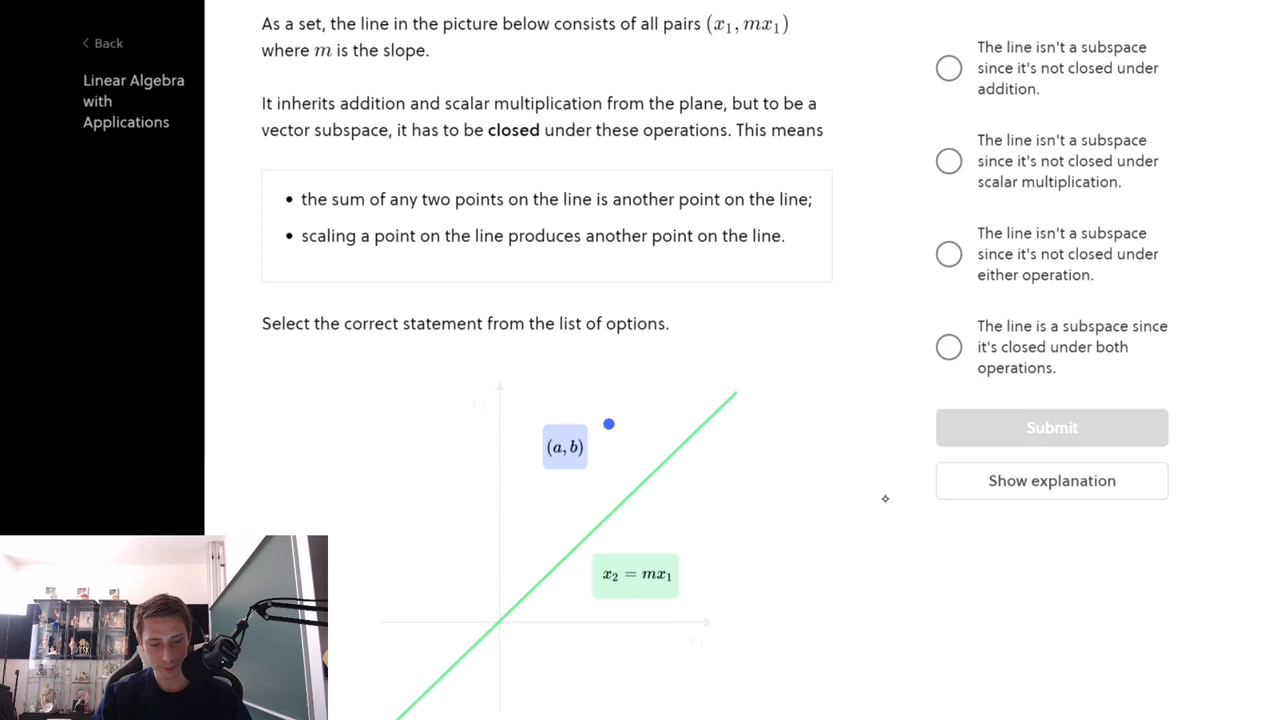 Back
Linear Algebra
with
Applications
As a set, the line in the picture below consists of all pairs (x₁, mx₁)
where m is the slope.
It inherits addition and scalar multiplication from the plane, but to be a
vector subspace, it has to be closed under these operations. This means
• the sum of any two points on the line is another point on the line;
• scaling a point on the line produces another point on the line.
Select the correct statement from the list of options.
(a, b)
x₂ = mx₁
The line isn't a subspace
since it's not closed under
addition.
The line isn't a subspace
since it's not closed under
scalar multiplication.
The line isn't a subspace
since it's not closed under
either operation.
The line is a subspace since
it's closed under both
operations.
Submit
Show explanation